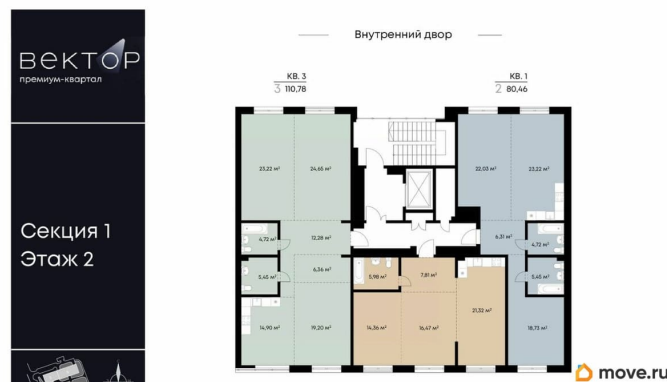 ВЕКТОР
премиум-квартал
Секция 1
Этаж 2
Внутренний двор
КВ. 3
3 110,78
КВ. 1
2 80,46
23,22 м²
24,65 м²
4,72 м²
12,28 м²
5,45 м²
6,36 м²
14,90 м²
19,20 м²
5,98 м²
7,81 м²
14,36 м²
16,47 м²
21,32 м²
22,03 м²
23,22 м²
6,31 м²
4,72 м²
5,45 м²
18,73 м²
move.ru